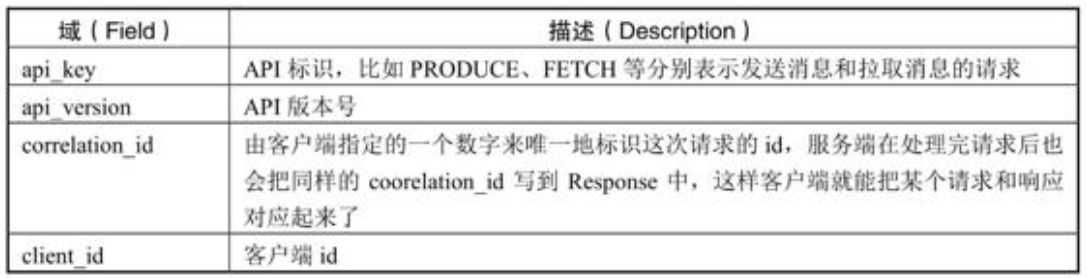 域（Field） 描述（Description）
api_key API 标识，比如 PRODUCE、FETCH 等分别表示发送消息和拉取消息的请求
api_version API 版本号
correlation_id 由客户端指定的一个数字来唯一地标识这次请求的 id，服务端在处理完请求后也
会把同样的 coorelation_id 写到 Response 中，这样客户端就能把某个请求和响应
对应起来了
client_id 客户端 id